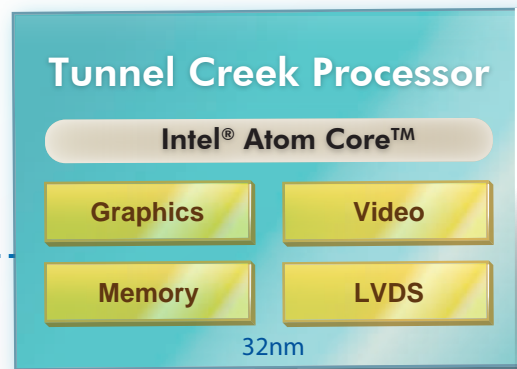 Tunnel Creek Processor
Intel® Atom Core™
Graphics Video
Memory LVDS
32nm